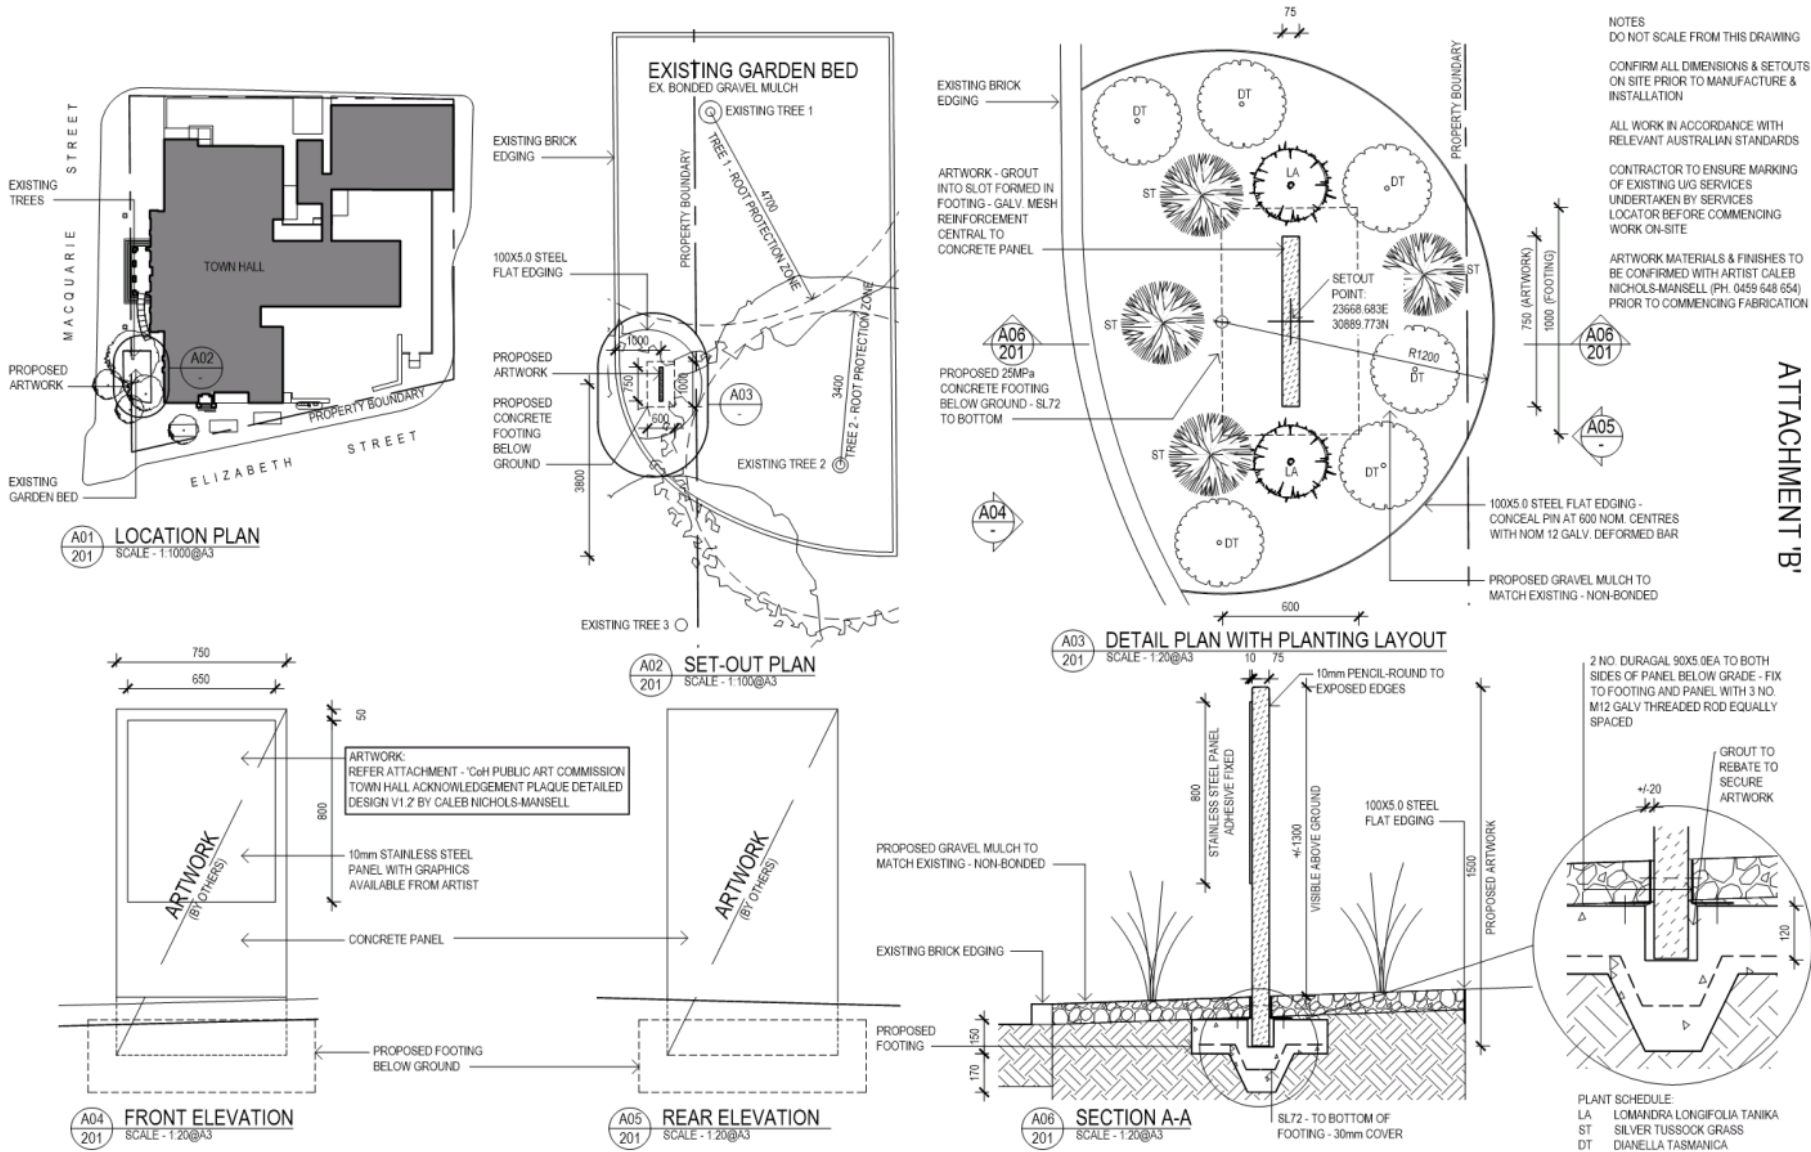 MACQUARIE STREET
EXISTING
TREES
TOWN HALL
A02
-
PROPOSED
ARTWORK
PROPERTY BOUNDARY
ELIZABETH STREET
EXISTING
GARDEN BED
A01
201
LOCATION PLAN
SCALE - 1:1000@A3
EXISTING GARDEN BED
EX. BONDED GRAVEL MULCH
EXISTING TREE 1
EXISTING BRICK
EDGING
PROPERTY BOUNDARY
TREE 1 - ROOT PROTECTION ZONE
4700
100X5.0 STEEL
FLAT EDGING
1000
PROPOSED
ARTWORK
750
1000
600
A03
-
PROPOSED
CONCRETE
FOOTING
BELOW
GROUND
3400
TREE 2 - ROOT PROTECTION ZONE
EXISTING TREE 2
3800
EXISTING TREE 3
A02
201
SET-OUT PLAN
SCALE - 1:100@A3
75
EXISTING BRICK
EDGING
PROPERTY BOUNDARY
DT
DT
ARTWORK - GROUT
INTO SLOT FORMED IN
FOOTING - GALV. MESH
REINFORCEMENT
CENTRAL TO
CONCRETE PANEL
ST
LA
DT
ST
SETOUT
POINT:
23668.683E
30889.773N
750 (ARTWORK)
1000 (FOOTING)
A06
201
ST
R1200
DT
A06
201
PROPOSED 25MPa
CONCRETE FOOTING
BELOW GROUND - SL72
TO BOTTOM
A05
-
ST
LA
DT
A04
-
DT
100X5.0 STEEL FLAT EDGING -
CONCEAL PIN AT 600 NOM. CENTRES
WITH NOM 12 GALV. DEFORMED BAR
PROPOSED GRAVEL MULCH TO
MATCH EXISTING - NON-BONDED
600
A03
201
DETAIL PLAN WITH PLANTING LAYOUT
SCALE - 1:20@A3
NOTES
DO NOT SCALE FROM THIS DRAWING
CONFIRM ALL DIMENSIONS & SETOUTS
ON SITE PRIOR TO MANUFACTURE &
INSTALLATION
ALL WORK IN ACCORDANCE WITH
RELEVANT AUSTRALIAN STANDARDS
CONTRACTOR TO ENSURE MARKING
OF EXISTING U/G SERVICES
UNDERTAKEN BY SERVICES
LOCATOR BEFORE COMMENCING
WORK ON-SITE
ARTWORK MATERIALS & FINISHES TO
BE CONFIRMED WITH ARTIST CALEB
NICHOLS-MANSELL (PH. 0459 648 654)
PRIOR TO COMMENCING FABRICATION
ATTACHMENT 'B'
750
650
50
800
ARTWORK:
REFER ATTACHMENT - 'CoH PUBLIC ART COMMISSION
TOWN HALL ACKNOWLEDGEMENT PLAQUE DETAILED
DESIGN V1.2' BY CALEB NICHOLS-MANSELL
ARTWORK
(BY OTHERS)
10mm STAINLESS STEEL
PANEL WITH GRAPHICS
AVAILABLE FROM ARTIST
CONCRETE PANEL
PROPOSED FOOTING
BELOW GROUND
A04
201
FRONT ELEVATION
SCALE - 1:20@A3
ARTWORK
(BY OTHERS)
A05
201
REAR ELEVATION
SCALE - 1:20@A3
10 75
10mm PENCIL-ROUND TO
EXPOSED EDGES
800
STAINLESS STEEL PANEL
ADHESIVE FIXED
+/-1300
VISIBLE ABOVE GROUND
1500
PROPOSED ARTWORK
100X5.0 STEEL
FLAT EDGING
PROPOSED GRAVEL MULCH TO
MATCH EXISTING - NON-BONDED
EXISTING BRICK EDGING
PROPOSED
FOOTING
150
170
SL72 - TO BOTTOM OF
FOOTING - 30mm COVER
A06
201
SECTION A-A
SCALE - 1:20@A3
2 NO. DURAGAL 90X5.0EA TO BOTH
SIDES OF PANEL BELOW GRADE - FIX
TO FOOTING AND PANEL WITH 3 NO.
M12 GALV THREADED ROD EQUALLY
SPACED
GROUT TO
REBATE TO
SECURE
ARTWORK
+/-20
120
PLANT SCHEDULE:
LA LOMANDRA LONGIFOLIA TANIKA
ST SILVER TUSSOCK GRASS
DT DIANELLA TASMANICA